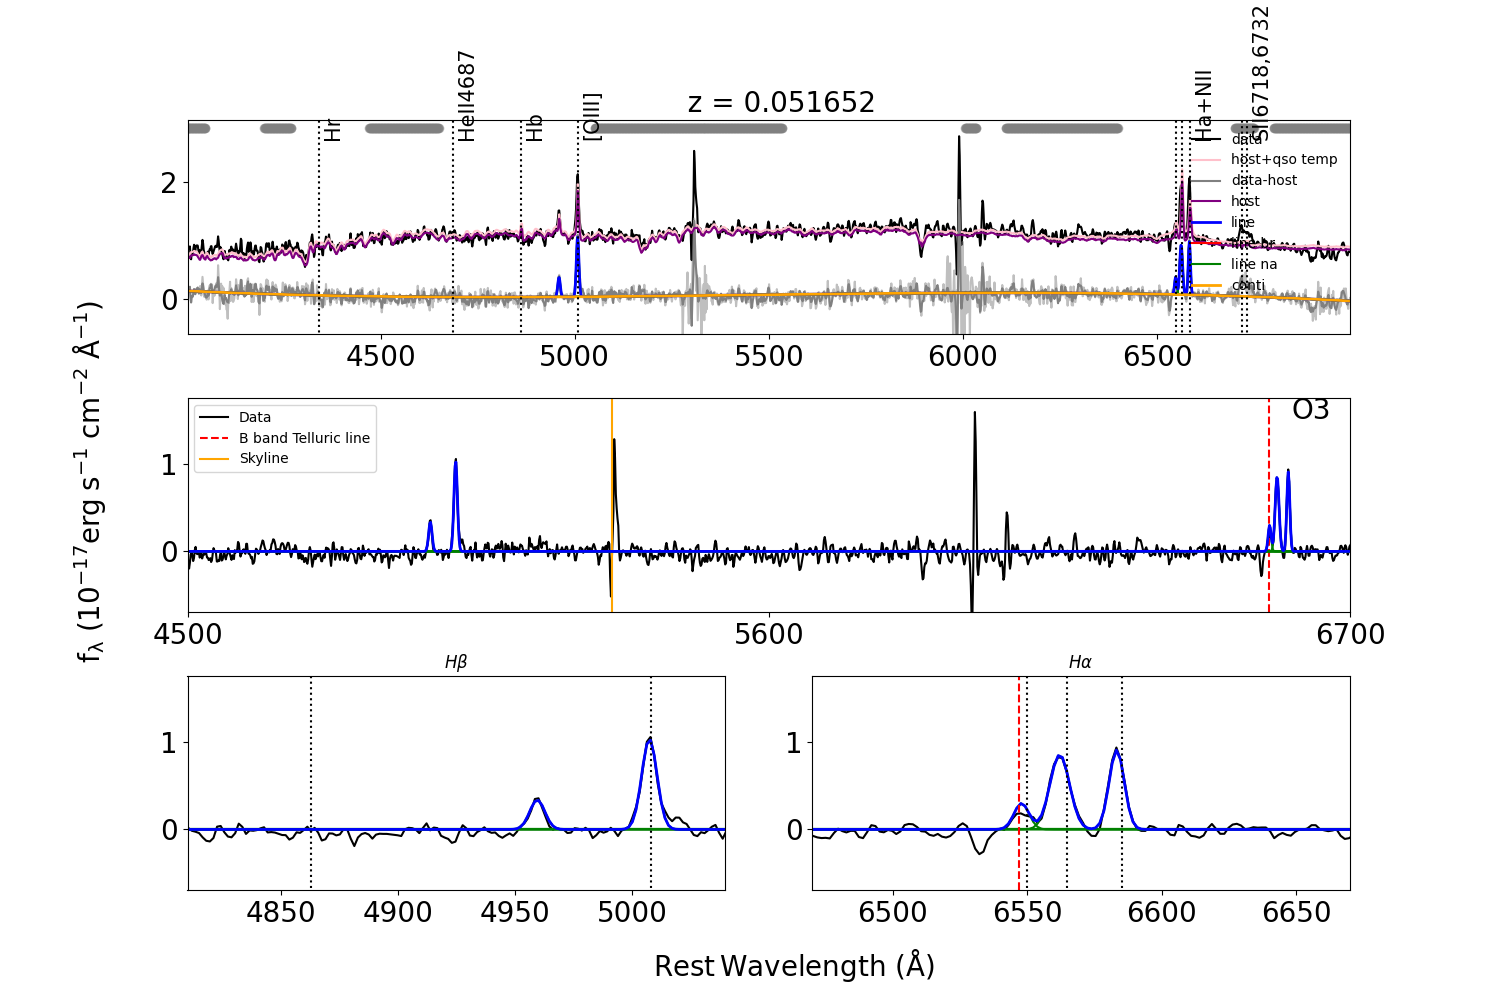 z = 0.051652
Hr
HeII4687
Hb
[OIII]
Ha+NII
SII6718,6732
data
host+qso temp
data-host
host
line
line br
line na
conti
2
0
4500 5000 5500 6000 6500
O3
Data
B band Telluric line
Skyline
1
0
4500 5600 6700
fλ (10⁻¹⁷erg s⁻¹ cm⁻² Å⁻¹)
Hβ
1
0
4850 4900 4950 5000
Hα
1
0
6500 6550 6600 6650
Rest Wavelength (Å)